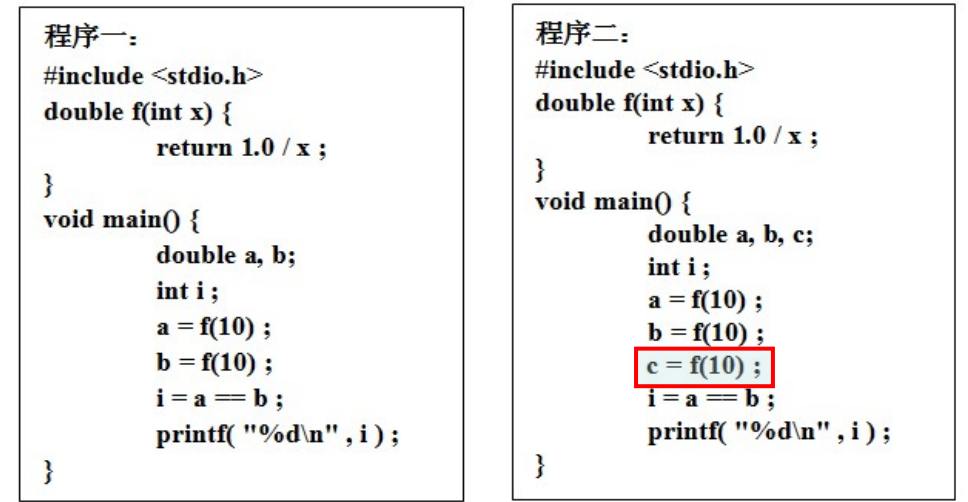 程序一：
#include <stdio.h>
double f(int x) {
return 1.0 / x ;
}
void main() {
double a, b;
int i ;
a = f(10) ;
b = f(10) ;
i = a == b ;
printf( "%d\n" , i ) ;
}
程序二：
#include <stdio.h>
double f(int x) {
return 1.0 / x ;
}
void main() {
double a, b, c;
int i ;
a = f(10) ;
b = f(10) ;
c = f(10) ;
i = a == b ;
printf( "%d\n" , i ) ;
}